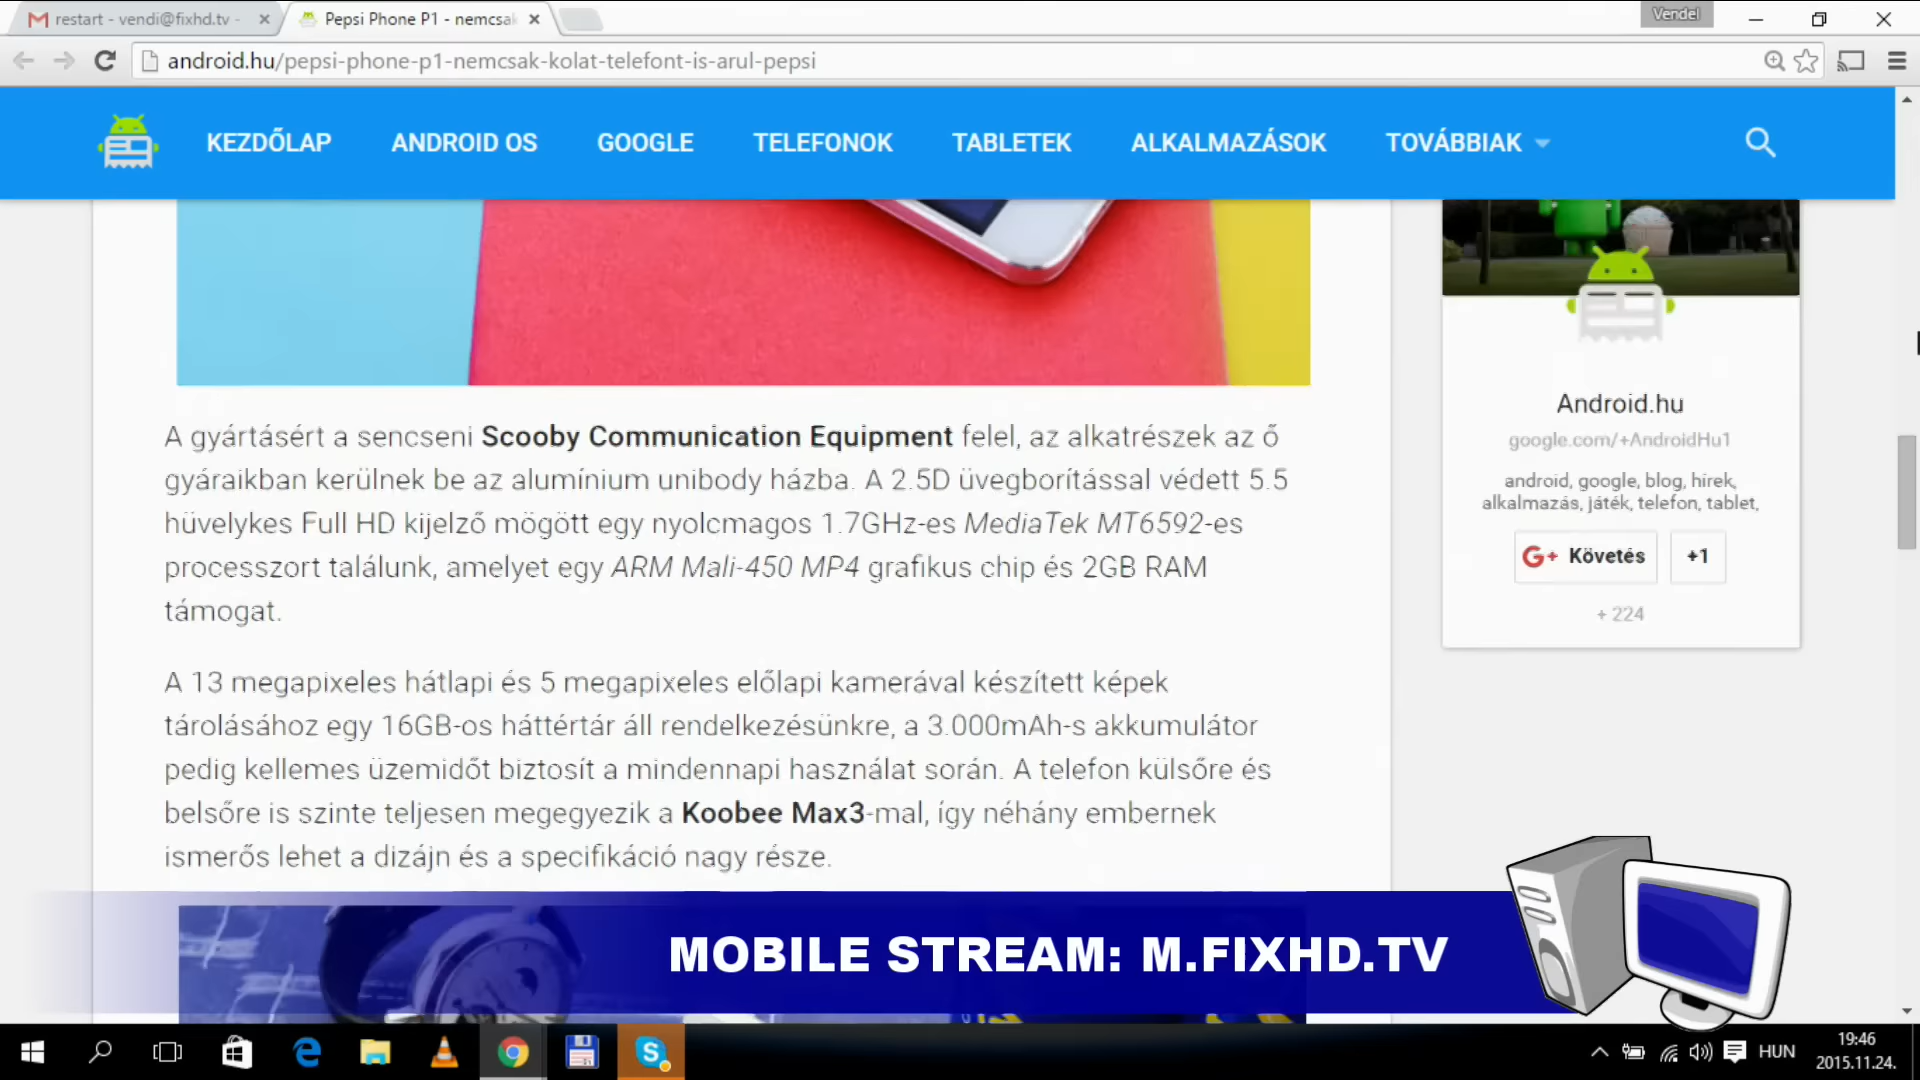 restart - vendi@fixhd.tv -
Pepsi Phone P1 - nemcsak
Vendel
android.hu/pepsi-phone-p1-nemcsak-kolat-telefont-is-arul-pepsi
KEZDŐLAP
ANDROID OS
GOOGLE
TELEFONOK
TABLETEK
ALKALMAZÁSOK
TOVÁBBIAK
A gyártásért a sencseni Scooby Communication Equipment felel, az alkatrészek az ő
gyáraikban kerülnek be az alumínium unibody házba. A 2.5D üvegborítással védett 5.5
hüvelykes Full HD kijelző mögött egy nyolcmagos 1.7GHz-es MediaTek MT6592-es
processzort találunk, amelyet egy ARM Mali-450 MP4 grafikus chip és 2GB RAM
támogat.
A 13 megapixeles hátlapi és 5 megapixeles előlapi kamerával készített képek
tárolásához egy 16GB-os háttértár áll rendelkezésünkre, a 3.000mAh-s akkumulátor
pedig kellemes üzemidőt biztosít a mindennapi használat során. A telefon külsőre és
belsőre is szinte teljesen megegyezik a Koobee Max3-mal, így néhány embernek
ismerős lehet a dizájn és a specifikáció nagy része.
Android.hu
google.com/+AndroidHu1
android, google, blog, hírek,
alkalmazás, játék, telefon, tablet,
G+ Követés
+1
+ 224
MOBILE STREAM: M.FIXHD.TV
HUN
19:46
2015.11.24.